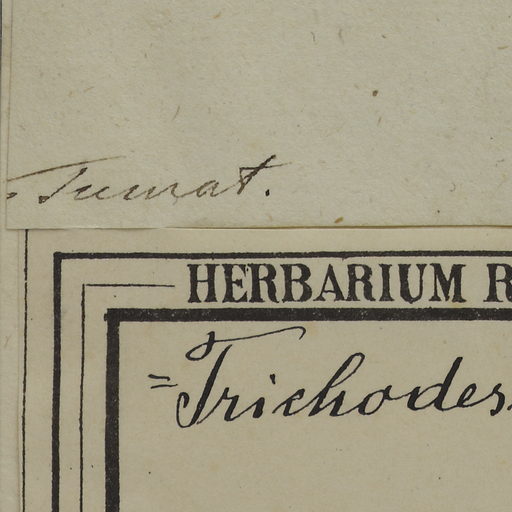 Tumat.
HERBARIUM R
=Trichodes